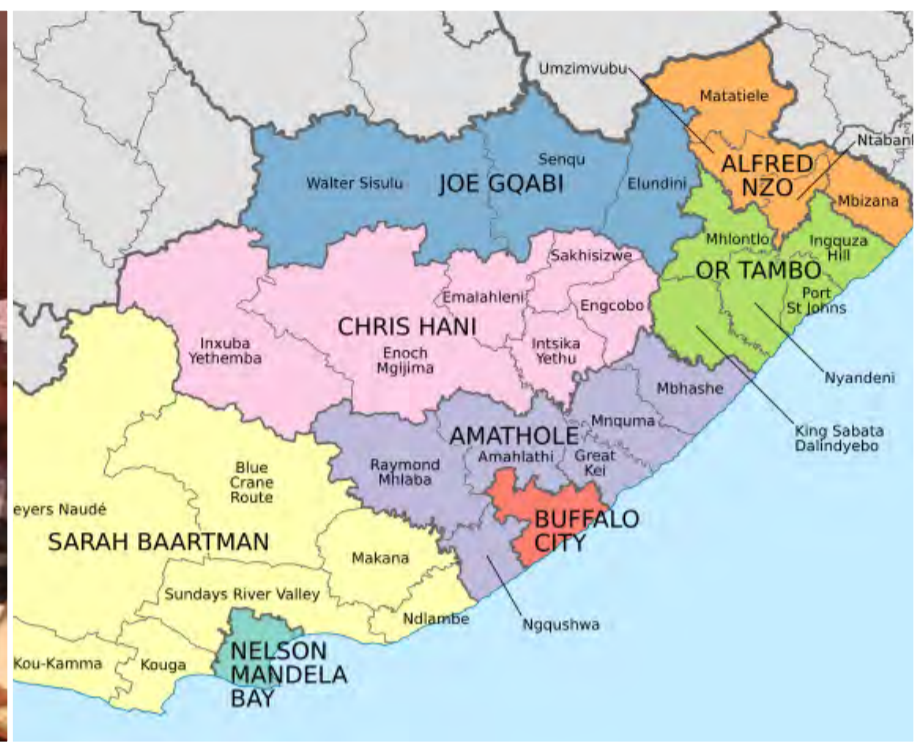 Umzimvubu
Matatiele
Ntaban
ALFRED
NZO
Mbizana
Walter Sisulu
JOE GQABI
Senqu
Elundini
Mhlontlo
Ingquza
Hill
OR TAMBO
Port
St Johns
Nyandeni
King Sabata
Dalindyebo
Sakhisizwe
Emalahleni
Engcobo
CHRIS HANI
Inxuba
Yethemba
Enoch
Mgijima
Intsika
Yethu
Mbhashe
Mnquma
AMATHOLE
Amahlathi
Great
Kei
Raymond
Mhlaba
BUFFALO
CITY
Ngqushwa
Blue
Crane
Route
eyers Naudé
SARAH BAARTMAN
Makana
Sundays River Valley
Ndlambe
NELSON
MANDELA
BAY
Kou-Kamma
Kouga